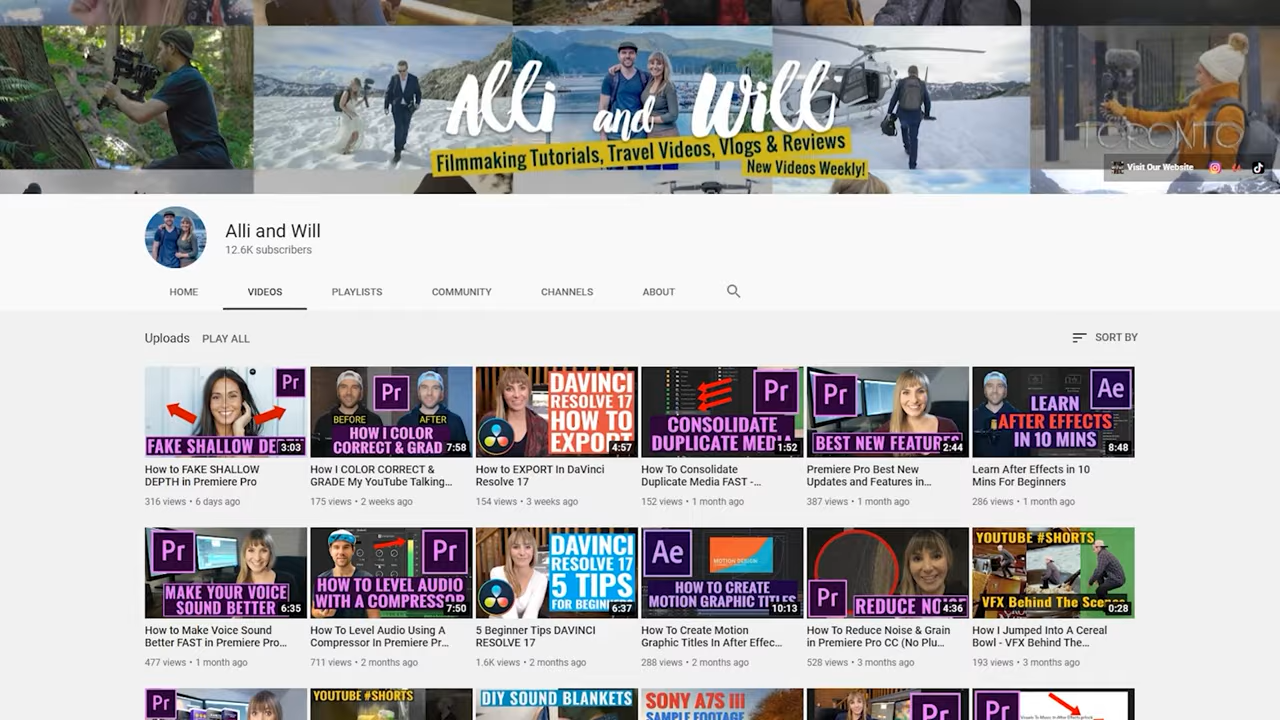 Alli and Will
Filmmaking Tutorials, Travel Videos, Vlogs & Reviews
New Videos Weekly!
TORONTO
Visit Our Website
Alli and Will
12.6K subscribers
HOME VIDEOS PLAYLISTS COMMUNITY CHANNELS ABOUT
Uploads PLAY ALL SORT BY
Pr
FAKE SHALLOW DEPTH
3:03
Pr
BEFORE AFTER
HOW I COLOR
CORRECT & GRAD
7:58
DAVINCI
RESOLVE 17
HOW TO
EXPORT
4:57
Pr
CONSOLIDATE
DUPLICATE MEDIA
1:52
Pr
BEST NEW FEATURES
2:44
Ae
LEARN
AFTER EFFECTS
IN 10 MINS
8:48
How to FAKE SHALLOW
DEPTH in Premiere Pro
316 views • 6 days ago
How I COLOR CORRECT &
GRADE My YouTube Talking...
175 views • 2 weeks ago
How to EXPORT In DaVinci
Resolve 17
154 views • 3 weeks ago
How To Consolidate
Duplicate Media FAST -...
152 views • 1 month ago
Premiere Pro Best New
Updates and Features in...
387 views • 1 month ago
Learn After Effects in 10
Mins For Beginners
286 views • 1 month ago
Pr
MAKE YOUR VOICE
SOUND BETTER
6:35
Pr
HOW TO LEVEL AUDIO
WITH A COMPRESSOR
7:50
DAVINCI
RESOLVE 17
5 TIPS
FOR BEGINNERS
6:37
Ae
MOTION DESIGN
HOW TO CREATE
MOTION GRAPHIC TITLES
10:13
Pr
REDUCE NOISE
4:36
YOUTUBE #SHORTS
VFX Behind The Scenes
0:28
How to Make Voice Sound
Better FAST in Premiere Pro...
477 views • 1 month ago
How To Level Audio Using A
Compressor In Premiere Pr...
711 views • 2 months ago
5 Beginner Tips DAVINCI
RESOLVE 17
1.6K views • 2 months ago
How To Create Motion
Graphic Titles In After Effec...
288 views • 2 months ago
How To Reduce Noise & Grain
in Premiere Pro CC (No Plu...
528 views • 3 months ago
How I Jumped Into A Cereal
Bowl - VFX Behind The...
193 views • 3 months ago
Pr
YOUTUBE #SHORTS
DIY SOUND BLANKETS
SONY A7S III
SAMPLE FOOTAGE
Pr
Pr